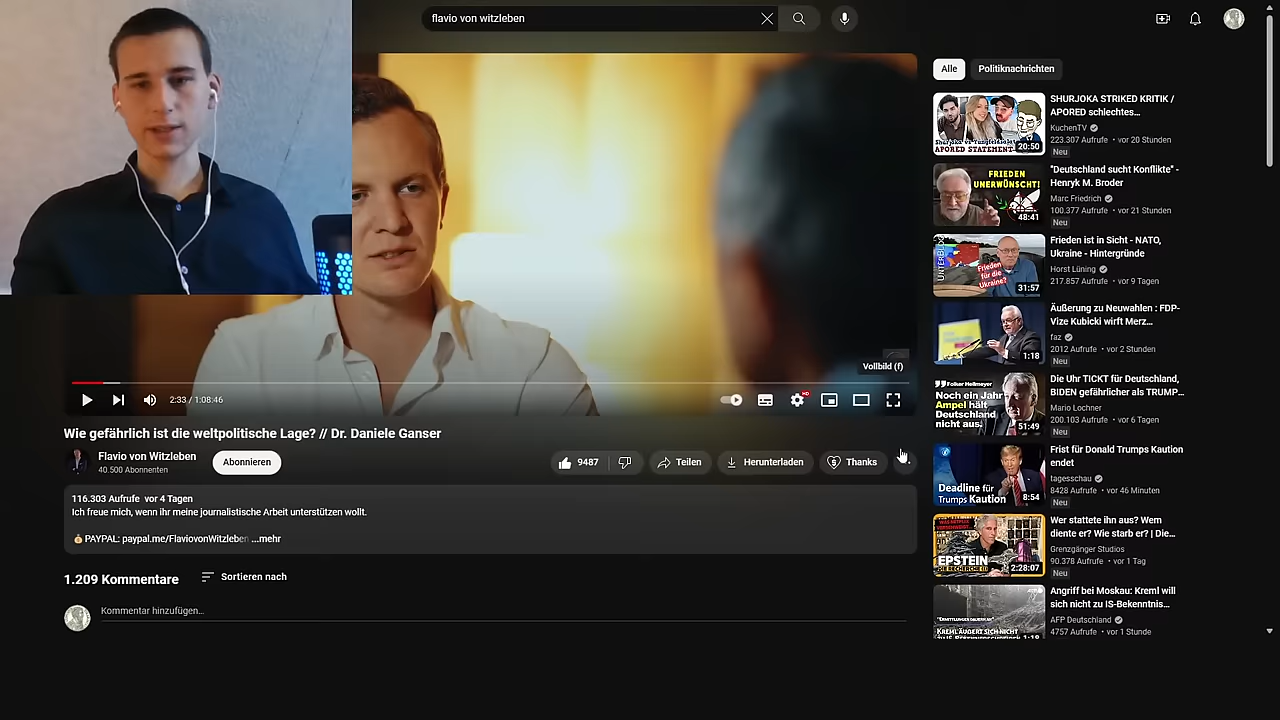 flavio von witzleben
Vollbild (f)
2:33 / 1:08:46
HD
Wie gefährlich ist die weltpolitische Lage? // Dr. Daniele Ganser
Flavio von Witzleben
40.500 Abonnenten
Abonnieren
9487
Teilen
Herunterladen
Thanks
116.303 Aufrufe vor 4 Tagen
Ich freue mich, wenn ihr meine journalistische Arbeit unterstützen wollt.
PAYPAL: paypal.me/FlaviovonWitzleben ...mehr
1.209 Kommentare
Sortieren nach
Kommentar hinzufügen...
Alle
Politiknachrichten
20:50
SHURJOKA STRIKED KRITIK /
APORED schlechtes...
KuchenTV
223.307 Aufrufe • vor 20 Stunden
Neu
FRIEDEN
UNERWÜNSCHT!
48:41
"Deutschland sucht Konflikte" -
Henryk M. Broder
Marc Friedrich
100.377 Aufrufe • vor 21 Stunden
Neu
Frieden
für die
Ukraine?
31:57
Frieden ist in Sicht - NATO,
Ukraine - Hintergründe
Horst Lüning
217.857 Aufrufe • vor 9 Tagen
1:18
Äußerung zu Neuwahlen : FDP-
Vize Kubicki wirft Merz...
faz
2012 Aufrufe • vor 2 Stunden
Neu
Folker Hellmeyer
Noch ein Jahr
Ampel hält
Deutschland
nicht aus!
51:49
Die Uhr TICKT für Deutschland,
BIDEN gefährlicher als TRUMP...
Mario Lochner
200.103 Aufrufe • vor 6 Tagen
Neu
Deadline für
Trumps Kaution
8:54
Frist für Donald Trumps Kaution
endet
tagesschau
8428 Aufrufe • vor 46 Minuten
Neu
WAS NETFLIX
VERSCHWEIGT...
EPSTEIN
DIE RECHERCHE
2:28:07
Wer stattete ihn aus? Wem
diente er? Wie starb er? | Die...
Grenzgänger Studios
90.378 Aufrufe • vor 1 Tag
Neu
1:18
Angriff bei Moskau: Kreml will
sich nicht zu IS-Bekenntnis...
AFP Deutschland
4757 Aufrufe • vor 1 Stunde